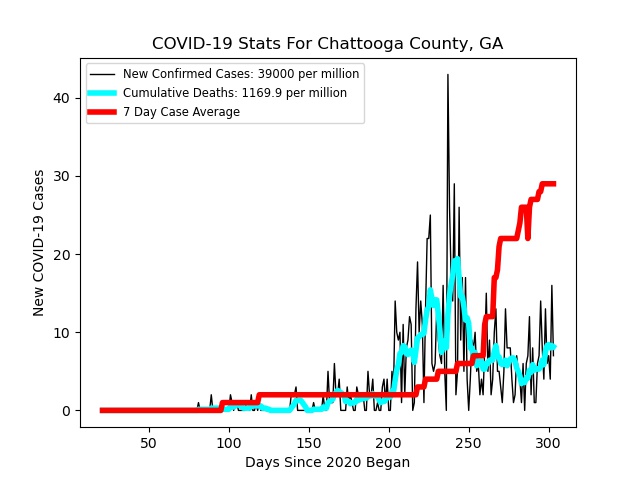 COVID-19 Stats For Chattooga County, GA
New Confirmed Cases: 39000 per million
Cumulative Deaths: 1169.9 per million
7 Day Case Average
New COVID-19 Cases
40
30
20
10
0
50 100 150 200 250 300
Days Since 2020 Began